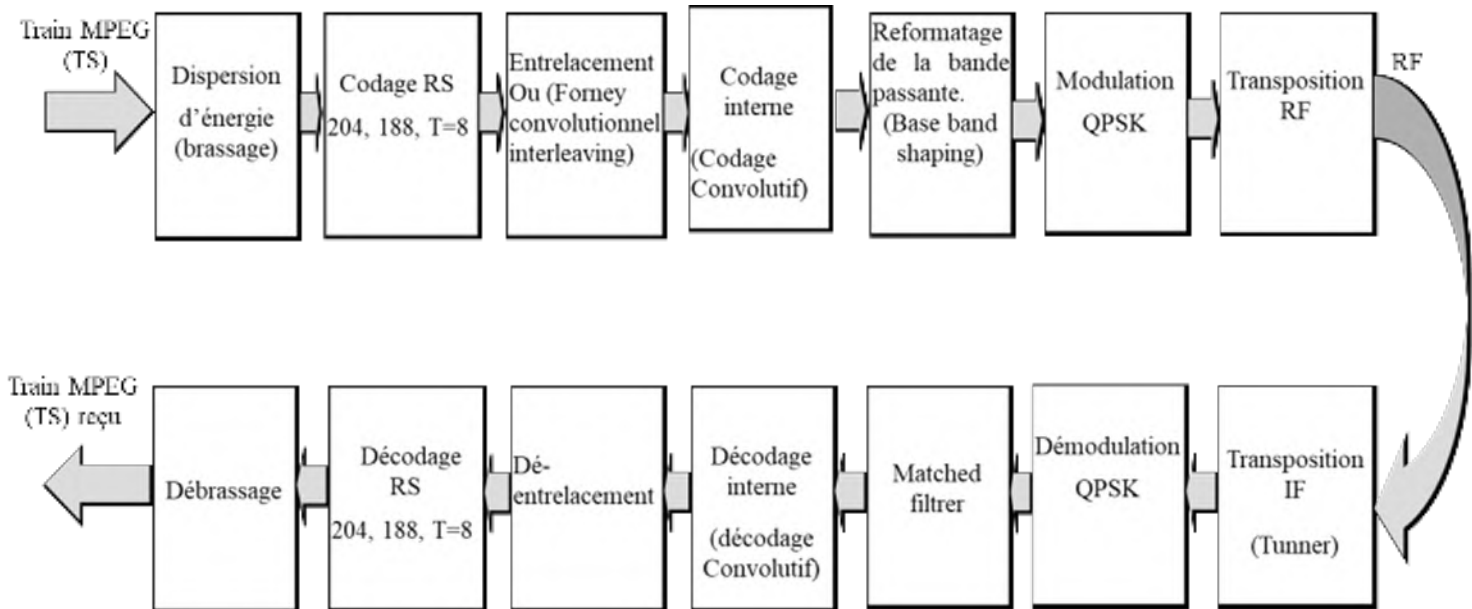 Train MPEG
(TS)
Dispersion
d'énergie
(brassage)
Codage RS
204, 188, T=8
Entrelacement
Ou (Forney
convolutionnel
interleaving)
Codage
interne
(Codage
Convolutif)
Reformatage
de la bande
passante.
(Base band
shaping)
Modulation
QPSK
Transposition
RF
RF
Train MPEG
(TS) reçu
Débrassage
Décodage
RS
204, 188, T=8
Dé-
entrelacement
Décodage
interne
(décodage
Convolutif)
Matched
filtrer
Démodulation
QPSK
Transposition
IF
(Tunner)